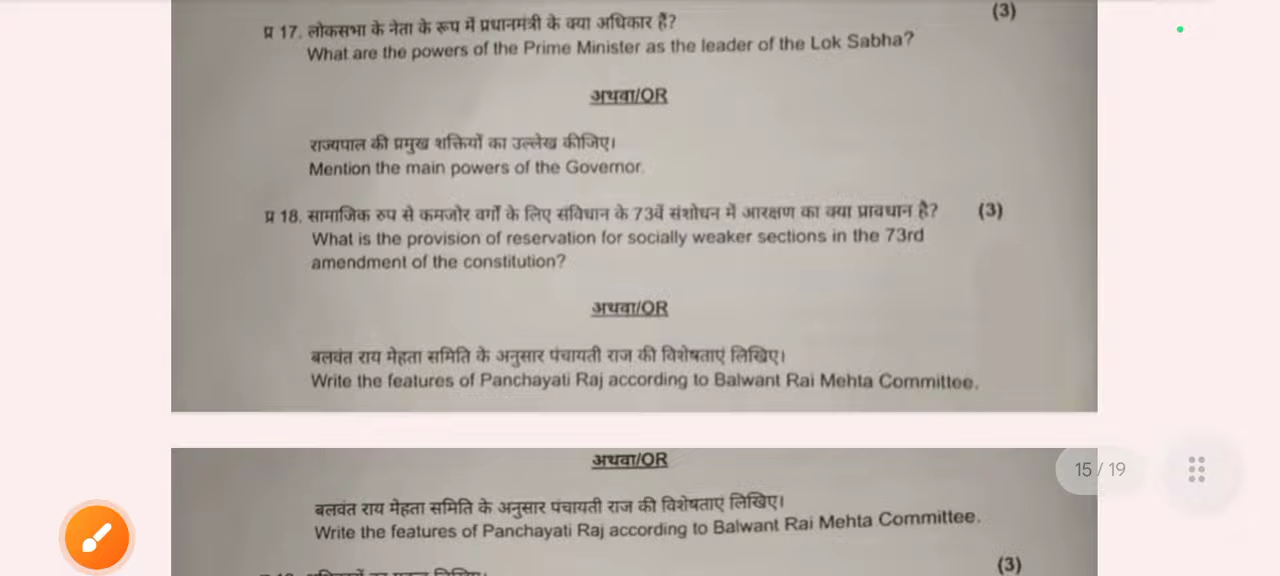 (3)
प्र 17. लोकसभा के नेता के रूप में प्रधानमंत्री के क्या अधिकार हैं?
What are the powers of the Prime Minister as the leader of the Lok Sabha?
अथवा/OR
राज्यपाल की प्रमुख शक्तियों का उल्लेख कीजिए।
Mention the main powers of the Governor.
प्र 18. सामाजिक रुप से कमजोर वर्गों के लिए संविधान के 73वें संशोधन में आरक्षण का क्या प्रावधान है? (3)
What is the provision of reservation for socially weaker sections in the 73rd
amendment of the constitution?
अथवा/OR
बलवंत राय मेहता समिति के अनुसार पंचायती राज की विशेषताएं लिखिए।
Write the features of Panchayati Raj according to Balwant Rai Mehta Committee.
अथवा/OR
15 / 19
बलवंत राय मेहता समिति के अनुसार पंचायती राज की विशेषताएं लिखिए।
Write the features of Panchayati Raj according to Balwant Rai Mehta Committee.
(3)